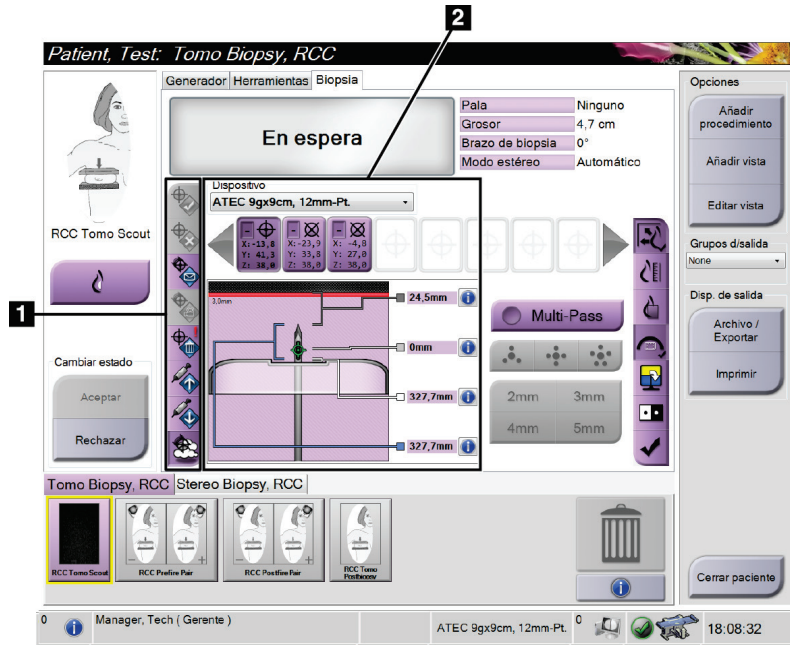 2
Patient, Test: Tomo Biopsy, RCC
Generador Herramientas Biopsia
En espera
Pala Ninguno
Grosor 4,7 cm
Brazo de biopsia 0°
Modo estéreo Automático
Opciones
Añadir procedimiento
Añadir vista
Editar vista
Grupos d/salida
None
Disp. de salida
Archivo / Exportar
Imprimir
Cerrar paciente
RCC Tomo Scout
1
Cambiar estado
Aceptar
Rechazar
Dispositivo
ATEC 9gx9cm, 12mm-Pt.
X:-13,8
Y: 41,3
Z: 38,0
X:-23,9
Y: 33,8
Z: 38,0
X: -4,8
Y: 27,0
Z: 38,0
3,0mm
24,5mm
0mm
327,7mm
327,7mm
Multi-Pass
2mm 3mm
4mm 5mm
Tomo Biopsy, RCC Stereo Biopsy, RCC
RCC Tomo Scout
RCC Prefire Pair
RCC Postfire Pair
RCC Tomo Postbiopsy
0
Manager, Tech ( Gerente )
ATEC 9gx9cm, 12mm-Pt.
0
18:08:32